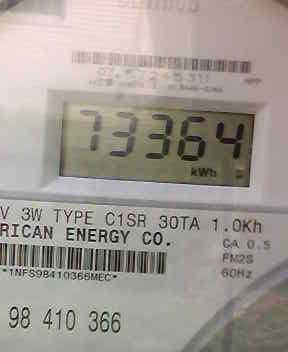 73364
kWh
V 3W TYPE C1SR 30TA 1.0Kh
RICAN ENERGY CO.
CA 0.5
FM2S
60Hz
*1NFS98410366MEC*
98 410 366